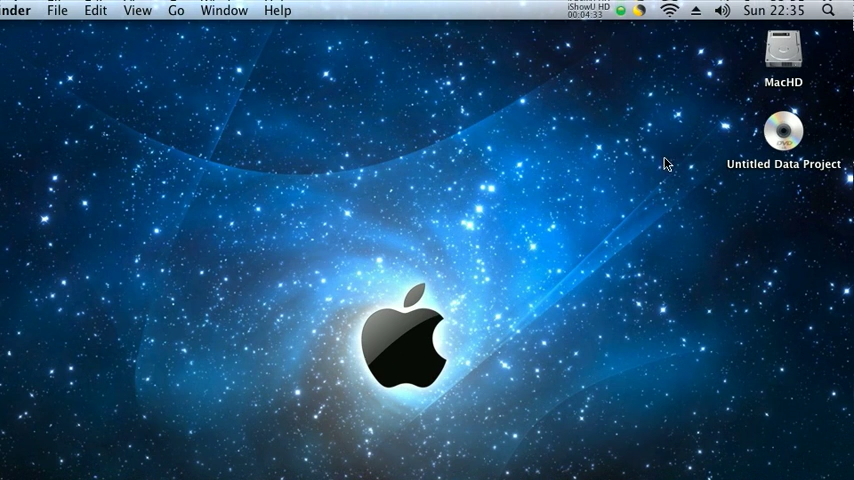 inder File Edit View Go Window Help iShowU HD Sun 22:35
00:04:33
MacHD
DVD
Untitled Data Project